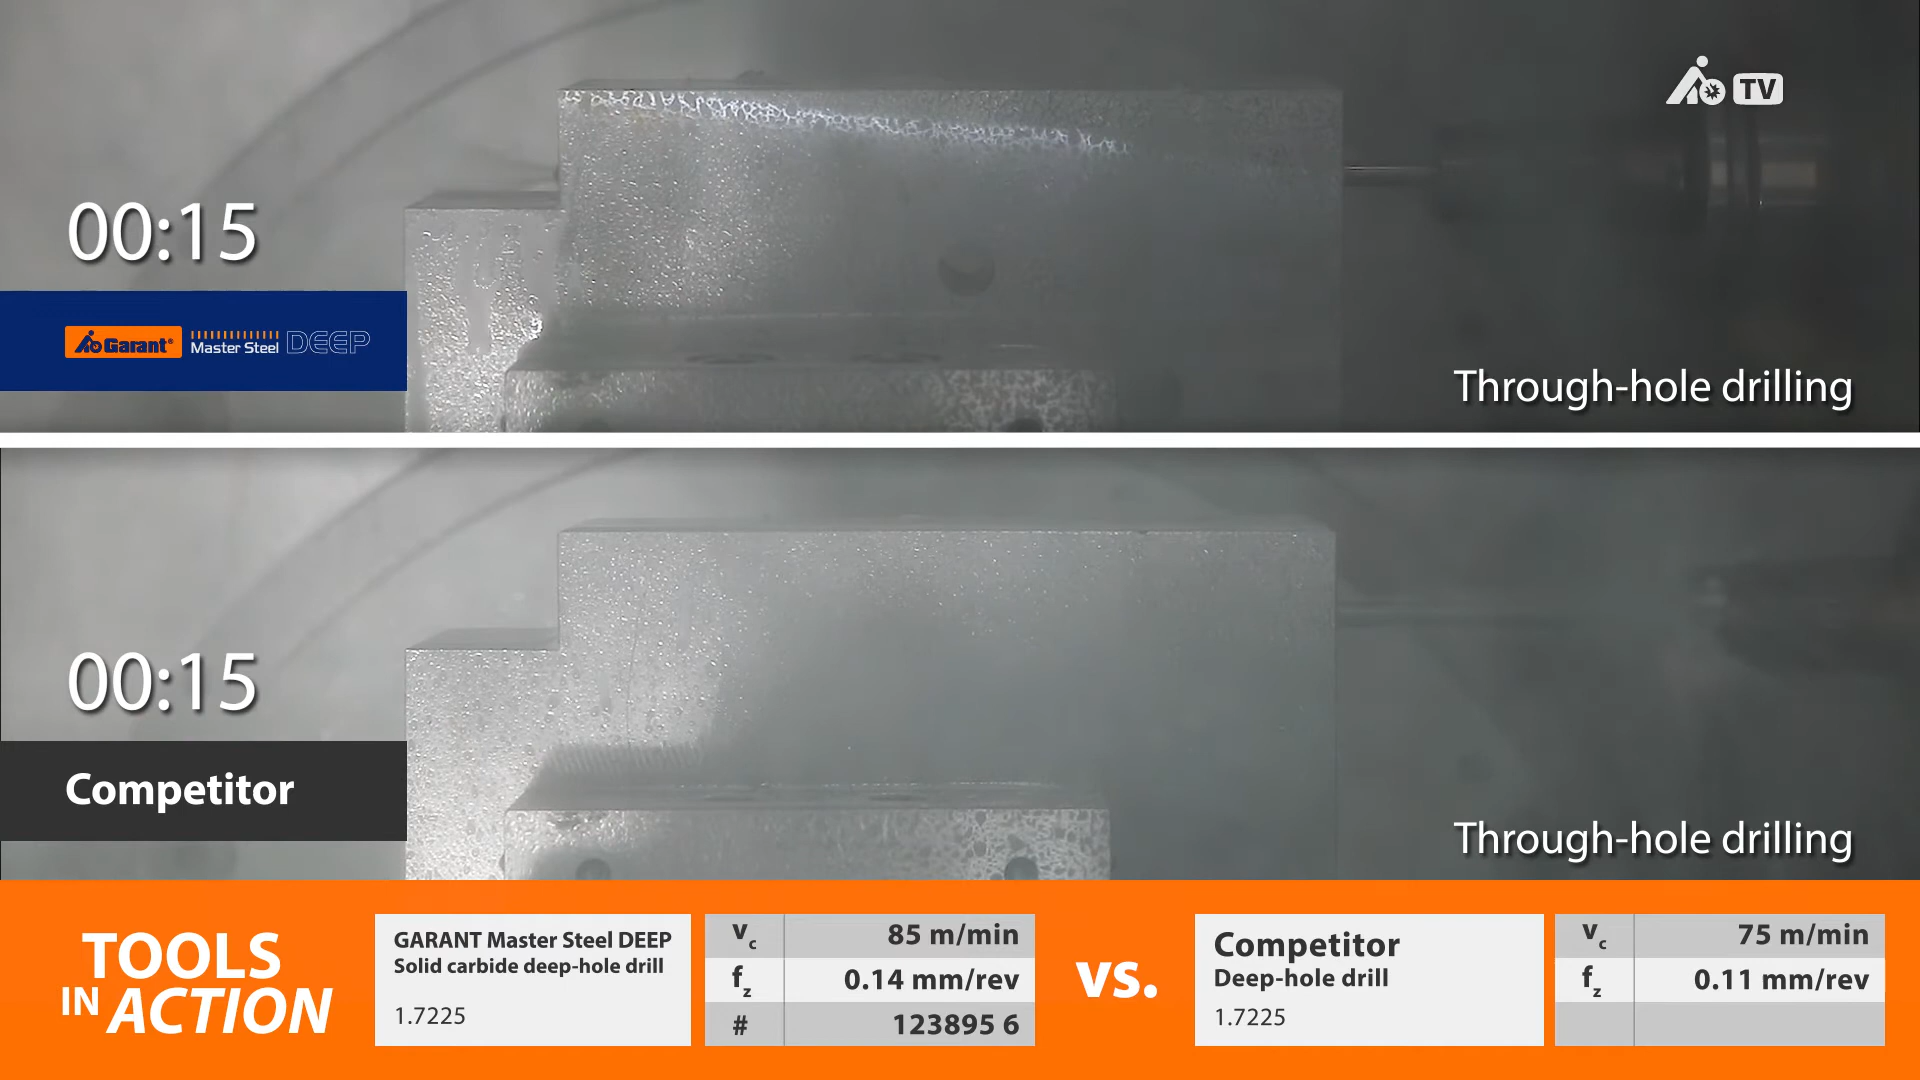 TV
00:15
Garant® Master Steel DEEP
Through-hole drilling
00:15
Competitor
Through-hole drilling
TOOLS
IN ACTION
GARANT Master Steel DEEP
Solid carbide deep-hole drill
1.7225
vc 85 m/min
fz 0.14 mm/rev
# 123895 6
vs.
Competitor
Deep-hole drill
1.7225
vc 75 m/min
fz 0.11 mm/rev